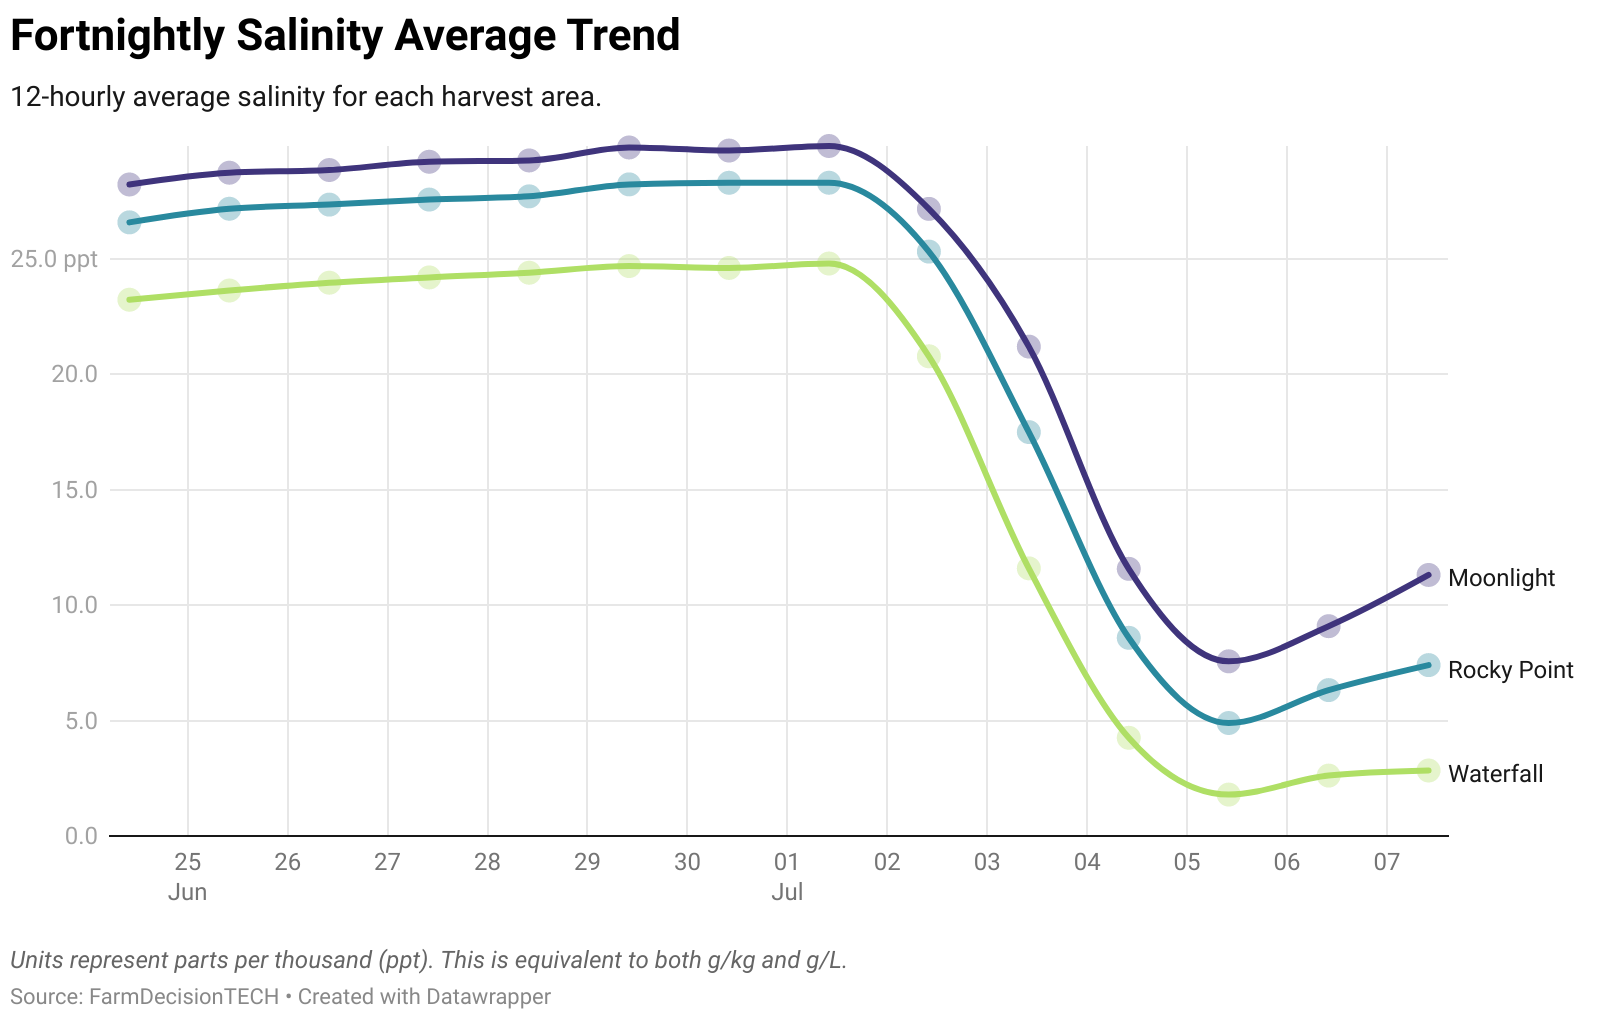 Fortnightly Salinity Average Trend
12-hourly average salinity for each harvest area.
25.0 ppt
20.0
15.0
10.0
5.0
0.0
Moonlight
Rocky Point
Waterfall
25 26 27 28 29 30 01 02 03 04 05 06 07
Jun Jul
Units represent parts per thousand (ppt). This is equivalent to both g/kg and g/L.
Source: FarmDecisionTECH • Created with Datawrapper